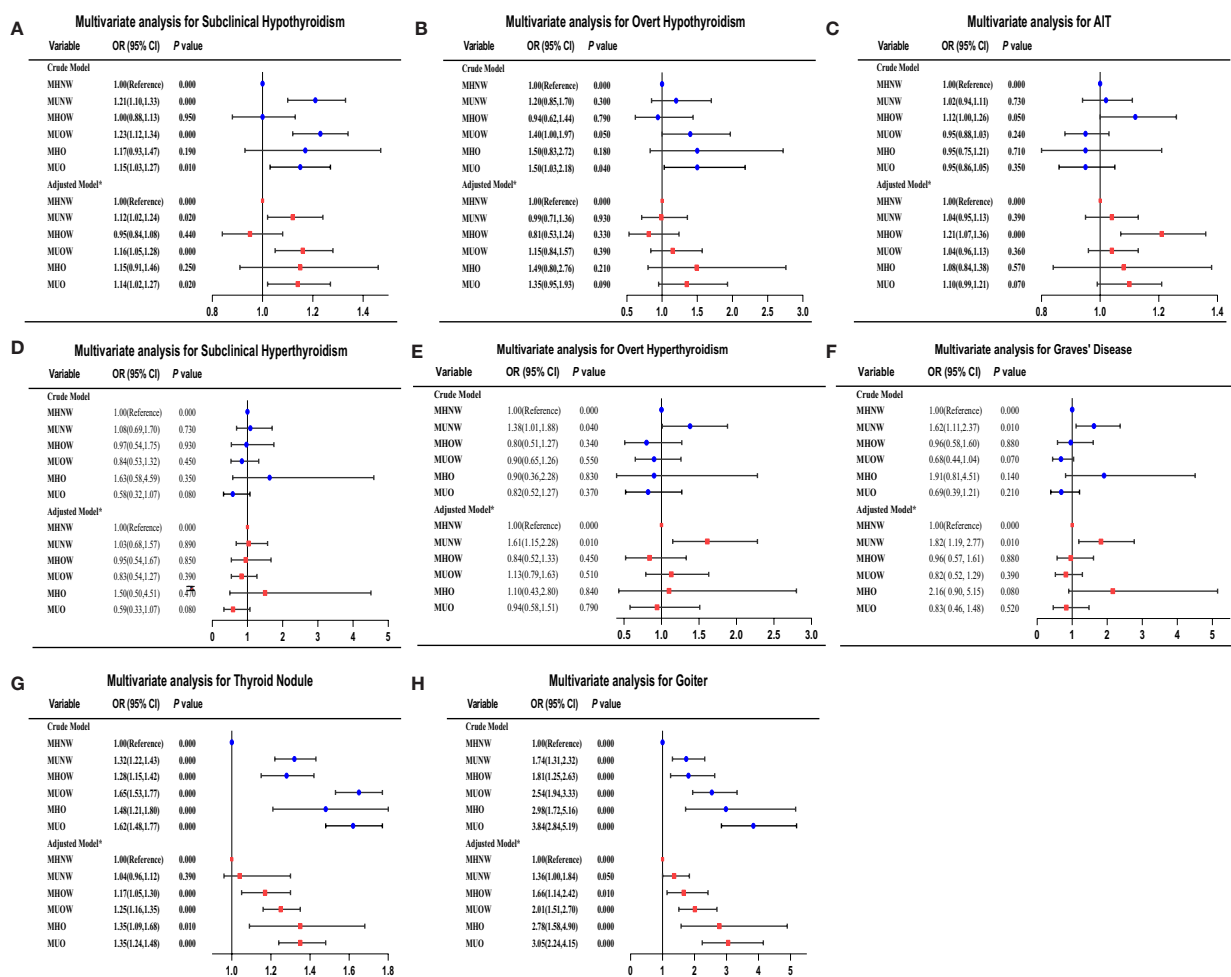 A
Multivariate analysis for Subclinical Hypothyroidism
Variable OR (95% CI) P value
Crude Model
MHNW 1.00(Reference) 0.000
MUNW 1.21(1.10,1.33) 0.000
MHOW 1.00(0.88,1.13) 0.950
MUOW 1.23(1.12,1.34) 0.000
MHO 1.17(0.93,1.47) 0.190
MUO 1.15(1.03,1.27) 0.010
Adjusted Model*
MHNW 1.00(Reference) 0.000
MUNW 1.12(1.02,1.24) 0.020
MHOW 0.95(0.84,1.08) 0.440
MUOW 1.16(1.05,1.28) 0.000
MHO 1.15(0.91,1.46) 0.250
MUO 1.14(1.02,1.27) 0.020
0.8 1.0 1.2 1.4
B
Multivariate analysis for Overt Hypothyoidism
Variable OR (95% CI) P value
Crude Model
MHNW 1.00(Reference) 0.000
MUNW 1.20(0.85,1.70) 0.300
MHOW 0.94(0.62,1.44) 0.790
MUOW 1.40(1.00,1.97) 0.050
MHO 1.50(0.83,2.72) 0.180
MUO 1.50(1.03,2.18) 0.040
Adjusted Model*
MHNW 1.00(Reference) 0.000
MUNW 0.99(0.71,1.36) 0.930
MHOW 0.81(0.53,1.24) 0.330
MUOW 1.15(0.84,1.57) 0.390
MHO 1.49(0.80,2.76) 0.210
MUO 1.35(0.95,1.93) 0.090
0.5 1.0 1.5 2.0 2.5 3.0
C
Multivariate analysis for AIT
Variable OR (95% CI) P value
Crude Model
MHNW 1.00(Reference) 0.000
MUNW 1.02(0.94,1.11) 0.730
MHOW 1.12(1.00,1.26) 0.050
MUOW 0.95(0.88,1.03) 0.240
MHO 0.95(0.75,1.21) 0.710
MUO 0.95(0.86,1.05) 0.350
Adjusted Model*
MHNW 1.00(Reference) 0.000
MUNW 1.04(0.95,1.13) 0.390
MHOW 1.21(1.07,1.36) 0.000
MUOW 1.04(0.96,1.13) 0.360
MHO 1.08(0.84,1.38) 0.570
MUO 1.10(0.99,1.21) 0.070
0.8 1.0 1.2 1.4
D
Multivariate analysis for Subclinical Hyperthyroidism
Variable OR (95% CI) P value
Crude Model
MHNW 1.00(Reference) 0.000
MUNW 1.08(0.69,1.70) 0.730
MHOW 0.97(0.54,1.75) 0.930
MUOW 0.84(0.53,1.32) 0.450
MHO 1.63(0.58,4.59) 0.350
MUO 0.58(0.32,1.07) 0.080
Adjusted Model*
MHNW 1.00(Reference) 0.000
MUNW 1.03(0.68,1.57) 0.890
MHOW 0.95(0.54,1.67) 0.850
MUOW 0.83(0.54,1.27) 0.390
MHO 1.50(0.50,4.51) 0.470
MUO 0.59(0.33,1.07) 0.080
0 1 2 3 4 5
E
Multivariate analysis for Overt Hyperthyroidism
Variable OR (95% CI) P value
Crude Model
MHNW 1.00(Reference) 0.000
MUNW 1.38(1.01,1.88) 0.040
MHOW 0.80(0.51,1.27) 0.340
MUOW 0.90(0.65,1.26) 0.550
MHO 0.90(0.36,2.28) 0.830
MUO 0.82(0.52,1.27) 0.370
Adjusted Model*
MHNW 1.00(Reference) 0.000
MUNW 1.61(1.15,2.28) 0.010
MHOW 0.84(0.52,1.33) 0.450
MUOW 1.13(0.79,1.63) 0.510
MHO 1.10(0.43,2.80) 0.840
MUO 0.94(0.58,1.51) 0.790
0.5 1.0 1.5 2.0 2.5 3.0
F
Multivariate analysis for Graves' Disease
Variable OR (95% CI) P value
Crude Model
MHNW 1.00(Reference) 0.000
MUNW 1.62(1.11,2.37) 0.010
MHOW 0.96(0.58,1.60) 0.880
MUOW 0.68(0.44,1.04) 0.070
MHO 1.91(0.81,4.51) 0.140
MUO 0.69(0.39,1.21) 0.210
Adjusted Model*
MHNW 1.00(Reference) 0.000
MUNW 1.82( 1.19, 2.77) 0.010
MHOW 0.96( 0.57, 1.61) 0.880
MUOW 0.82( 0.52, 1.29) 0.390
MHO 2.16( 0.90, 5.15) 0.080
MUO 0.83( 0.46, 1.48) 0.520
0 1 2 3 4 5
G
Multivariate analysis for Thyroid Nodule
Variable OR (95% CI) P value
Crude Model
MHNW 1.00(Reference) 0.000
MUNW 1.32(1.22,1.43) 0.000
MHOW 1.28(1.15,1.42) 0.000
MUOW 1.65(1.53,1.77) 0.000
MHO 1.48(1.21,1.80) 0.000
MUO 1.62(1.48,1.77) 0.000
Adjusted Model*
MHNW 1.00(Reference) 0.000
MUNW 1.04(0.96,1.12) 0.390
MHOW 1.17(1.05,1.30) 0.000
MUOW 1.25(1.16,1.35) 0.000
MHO 1.35(1.09,1.68) 0.010
MUO 1.35(1.24,1.48) 0.000
1.0 1.2 1.4 1.6 1.8
H
Multivariate analysis for Goiter
Variable OR (95% CI) P value
Crude Model
MHNW 1.00(Reference) 0.000
MUNW 1.74(1.31,2.32) 0.000
MHOW 1.81(1.25,2.63) 0.000
MUOW 2.54(1.94,3.33) 0.000
MHO 2.98(1.72,5.16) 0.000
MUO 3.84(2.84,5.19) 0.000
Adjusted Model*
MHNW 1.00(Reference) 0.000
MUNW 1.36(1.00,1.84) 0.050
MHOW 1.66(1.14,2.42) 0.010
MUOW 2.01(1.51,2.70) 0.000
MHO 2.78(1.58,4.90) 0.000
MUO 3.05(2.24,4.15) 0.000
0 1 2 3 4 5